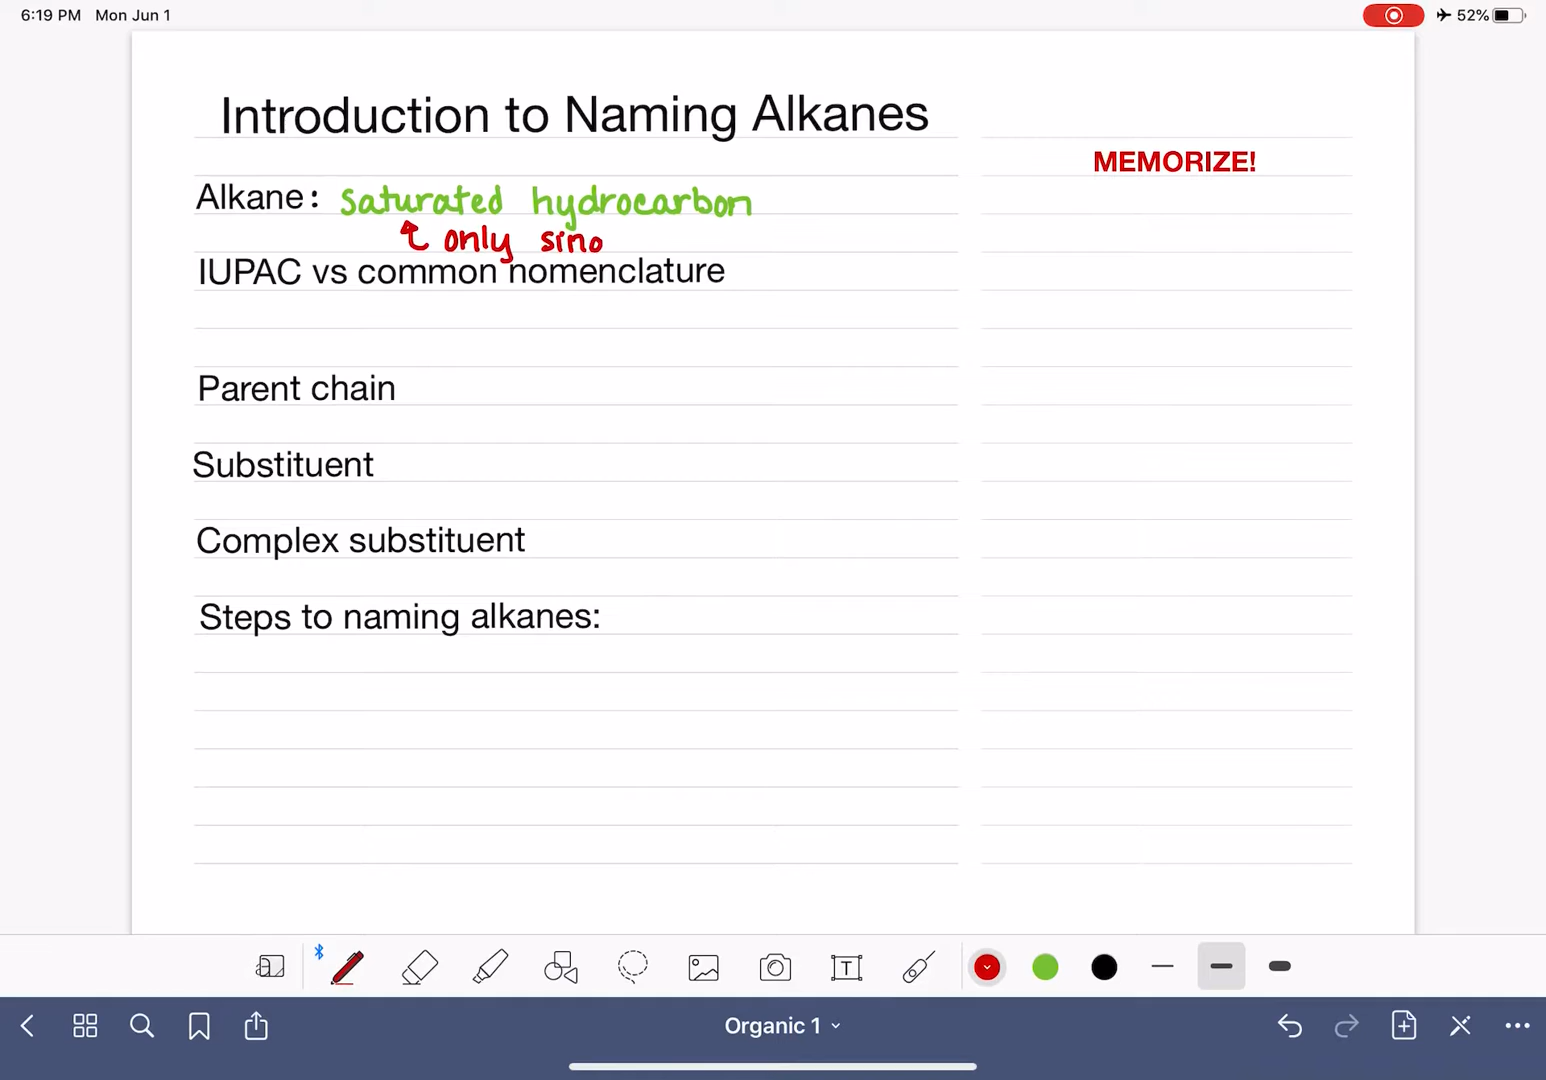 6:19 PM Mon Jun 1
52%
Introduction to Naming Alkanes
MEMORIZE!
Alkane: saturated hydrocarbon
only sing
IUPAC vs common nomenclature
Parent chain
Substituent
Complex substituent
Steps to naming alkanes:
T
Organic 1